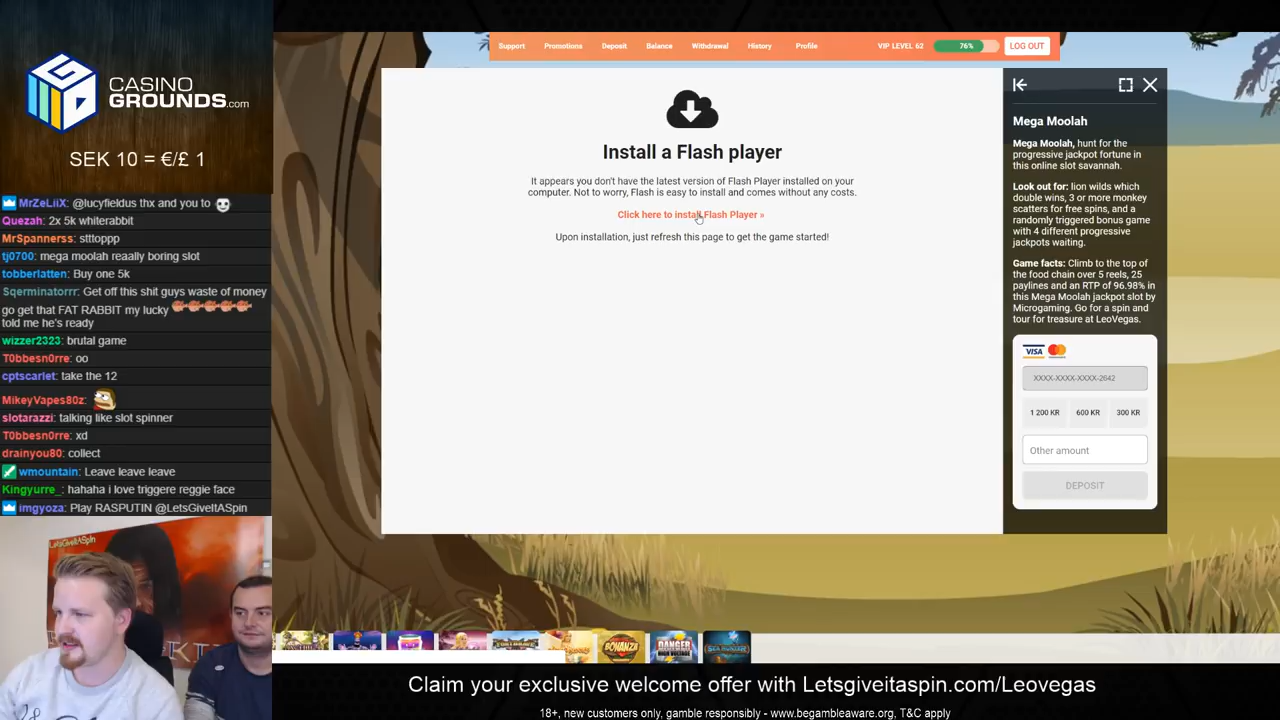 CASINO
GROUNDS.com
SEK 10 = €/£ 1
MrZeLiiX: @lucyfieldus thx and you to
Quezah: 2x 5k whiterabbit
MrSpannerss: stttoppp
tj0700: mega moolah reaally boring slot
tobberlatten: Buy one 5k
Sqerminatorrr: Get off this shit guys waste of money
go get that FAT RABBIT my lucky
told me he's ready
wizzer2323: brutal game
T0bbesn0rre: oo
cptscarlet: take the 12
MikeyVapes80z:
slotarazzi: talking like slot spinner
T0bbesn0rre: xd
drainyou80: collect
wmountain: Leave leave leave
Kingyurre_: hahaha i love triggere reggie face
imgyoza: Play RASPUTIN @LetsGiveItASpin
LetsGiveItASpin
Support Promotions Deposit Balance Withdrawal History Profile VIP LEVEL 62 76% LOG OUT
Install a Flash player
It appears you don't have the latest version of Flash Player installed on your
computer. Not to worry, Flash is easy to install and comes without any costs.
Click here to install Flash Player »
Upon installation, just refresh this page to get the game started!
Mega Moolah
Mega Moolah, hunt for the
progressive jackpot fortune in
this online slot savannah.
Look out for: lion wilds which
double wins, 3 or more monkey
scatters for free spins, and a
randomly triggered bonus game
with 4 different progressive
jackpots waiting.
Game facts: Climb to the top of
the food chain over 5 reels, 25
paylines and an RTP of 96.98% in
this Mega Moolah jackpot slot by
Microgaming. Go for a spin and
tour for treasure at LeoVegas.
VISA
XXXX-XXXX-XXXX-2642
1 200 KR 600 KR 300 KR
Other amount
DEPOSIT
BONANZA DANGER
Claim your exclusive welcome offer with Letsgiveitaspin.com/Leovegas
18+, new customers only, gamble responsibly - www.begambleaware.org, T&C apply